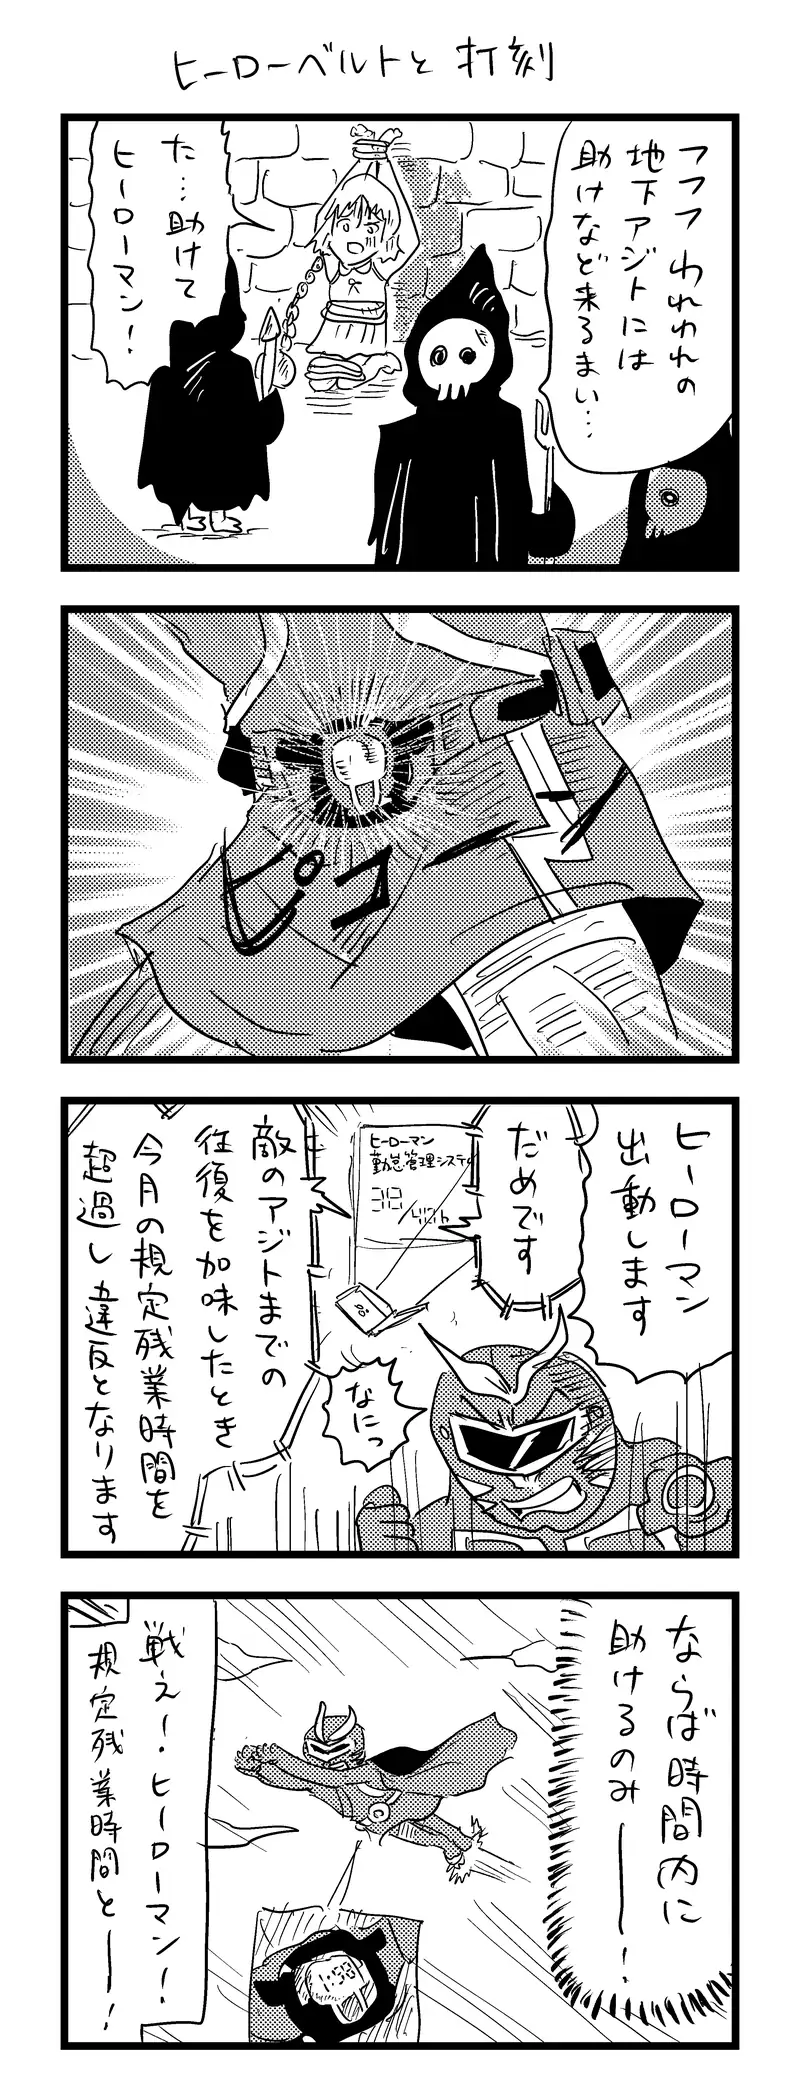 ヒーローベルトと打刻
フフフ われわれの
地下アジトには
助けなど来るまい…
た…助けて
ヒーローマン!
ピコーン
ヒーローマン
出動します
だめです
ヒーローマン
勤怠管理システム
敵のアジトまでの
往復を加味したとき
今月の規定残業時間を
超過し違反となります
なにっ
ならば時間内に
助けるのみ――!
戦え!ヒーローマン!
規定残業時間と――!
1:58